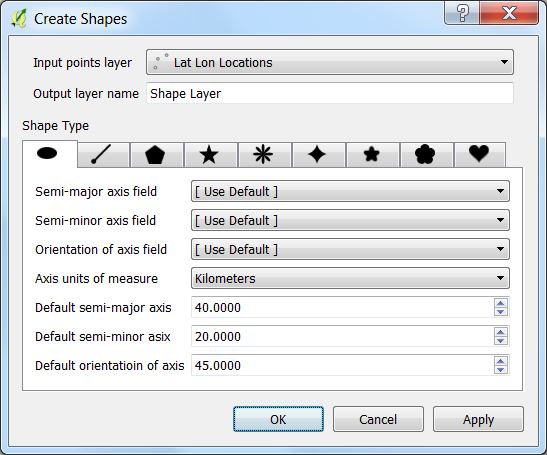 Create Shapes
Input points layer Lat Lon Locations
Output layer name Shape Layer
Shape Type
Semi-major axis field [ Use Default ]
Semi-minor axis field [ Use Default ]
Orientation of axis field [ Use Default ]
Axis units of measure Kilometers
Default semi-major axis 40.0000
Default semi-minor asix 20.0000
Default orientatioin of axis 45.0000
OK Cancel Apply